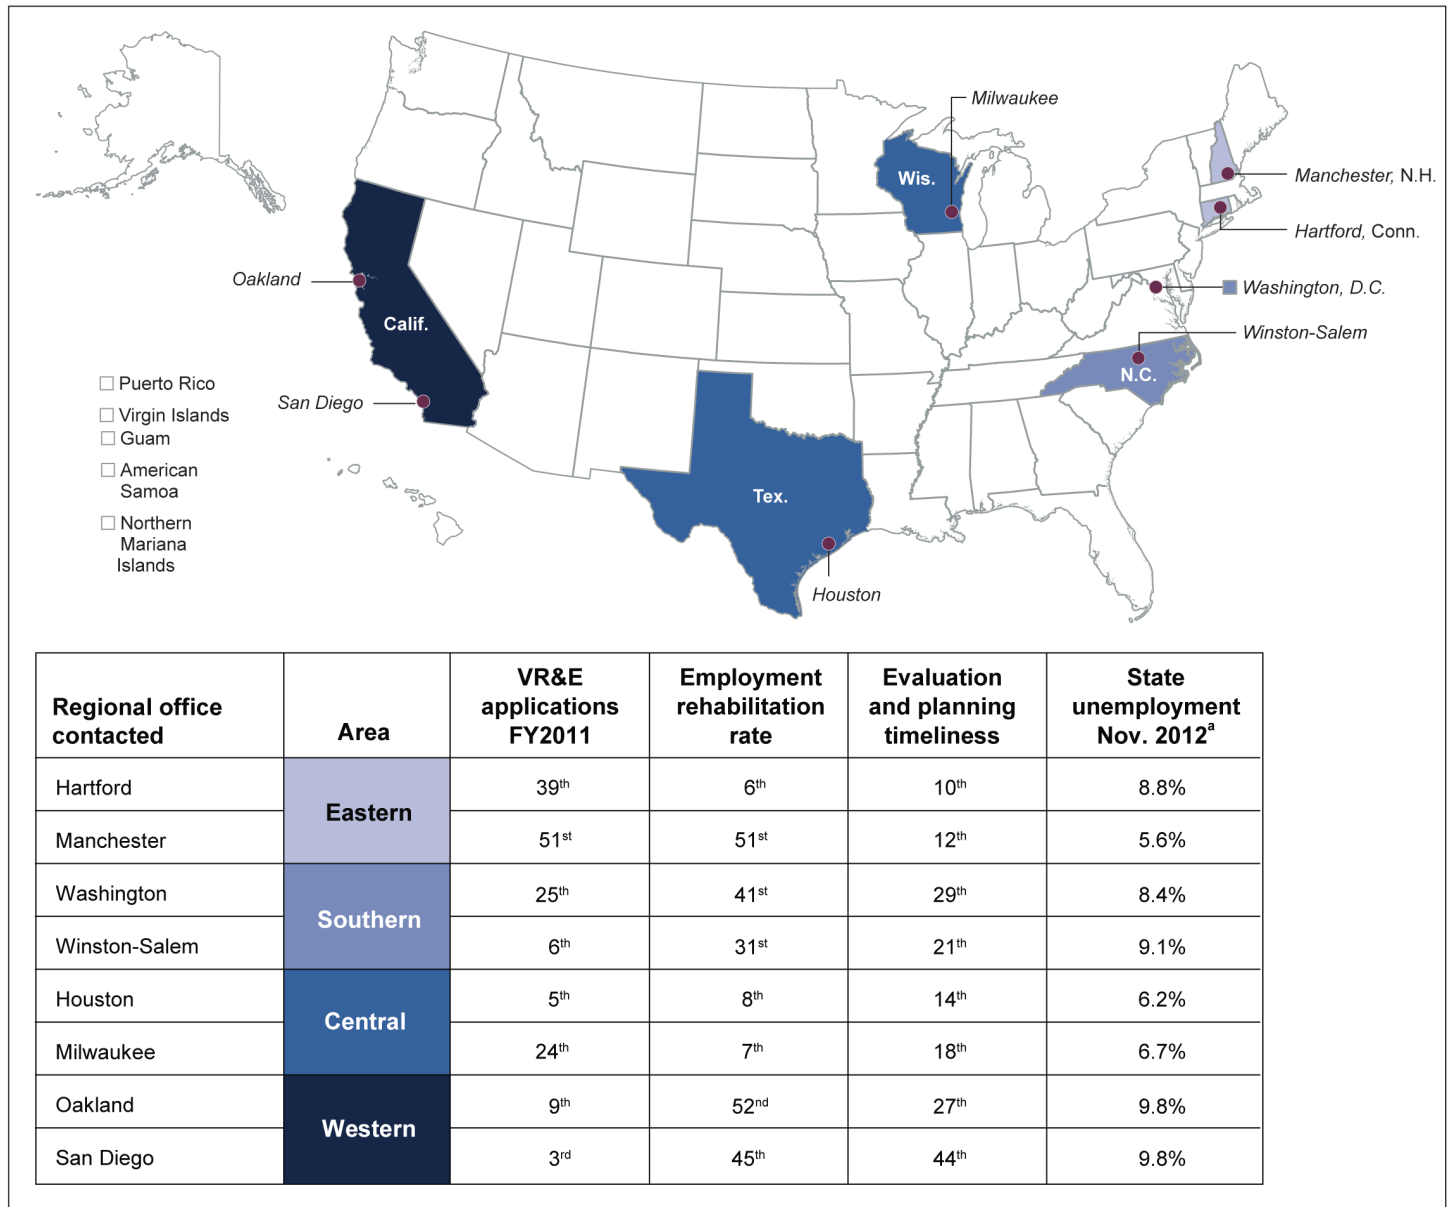 Milwaukee
Wis.
Manchester, N.H.
Hartford, Conn.
Oakland
Washington, D.C.
Calif.
Winston-Salem
N.C.
Puerto Rico
San Diego
Virgin Islands
Guam
American
Samoa
Tex.
Northern
Mariana
Islands
Houston
Regional office
contacted
Area
VR&E
applications
FY2011
Employment
rehabilitation
rate
Evaluation
and planning
timeliness
State
unemployment
Nov. 2012a
Hartford 39th 6th 10th 8.8%
Eastern
Manchester 51st 51st 12th 5.6%
Washington 25th 41st 29th 8.4%
Southern
Winston-Salem 6th 31st 21th 9.1%
Houston 5th 8th 14th 6.2%
Central
Milwaukee 24th 7th 18th 6.7%
Oakland 9th 52nd 27th 9.8%
Western
San Diego 3rd 45th 44th 9.8%